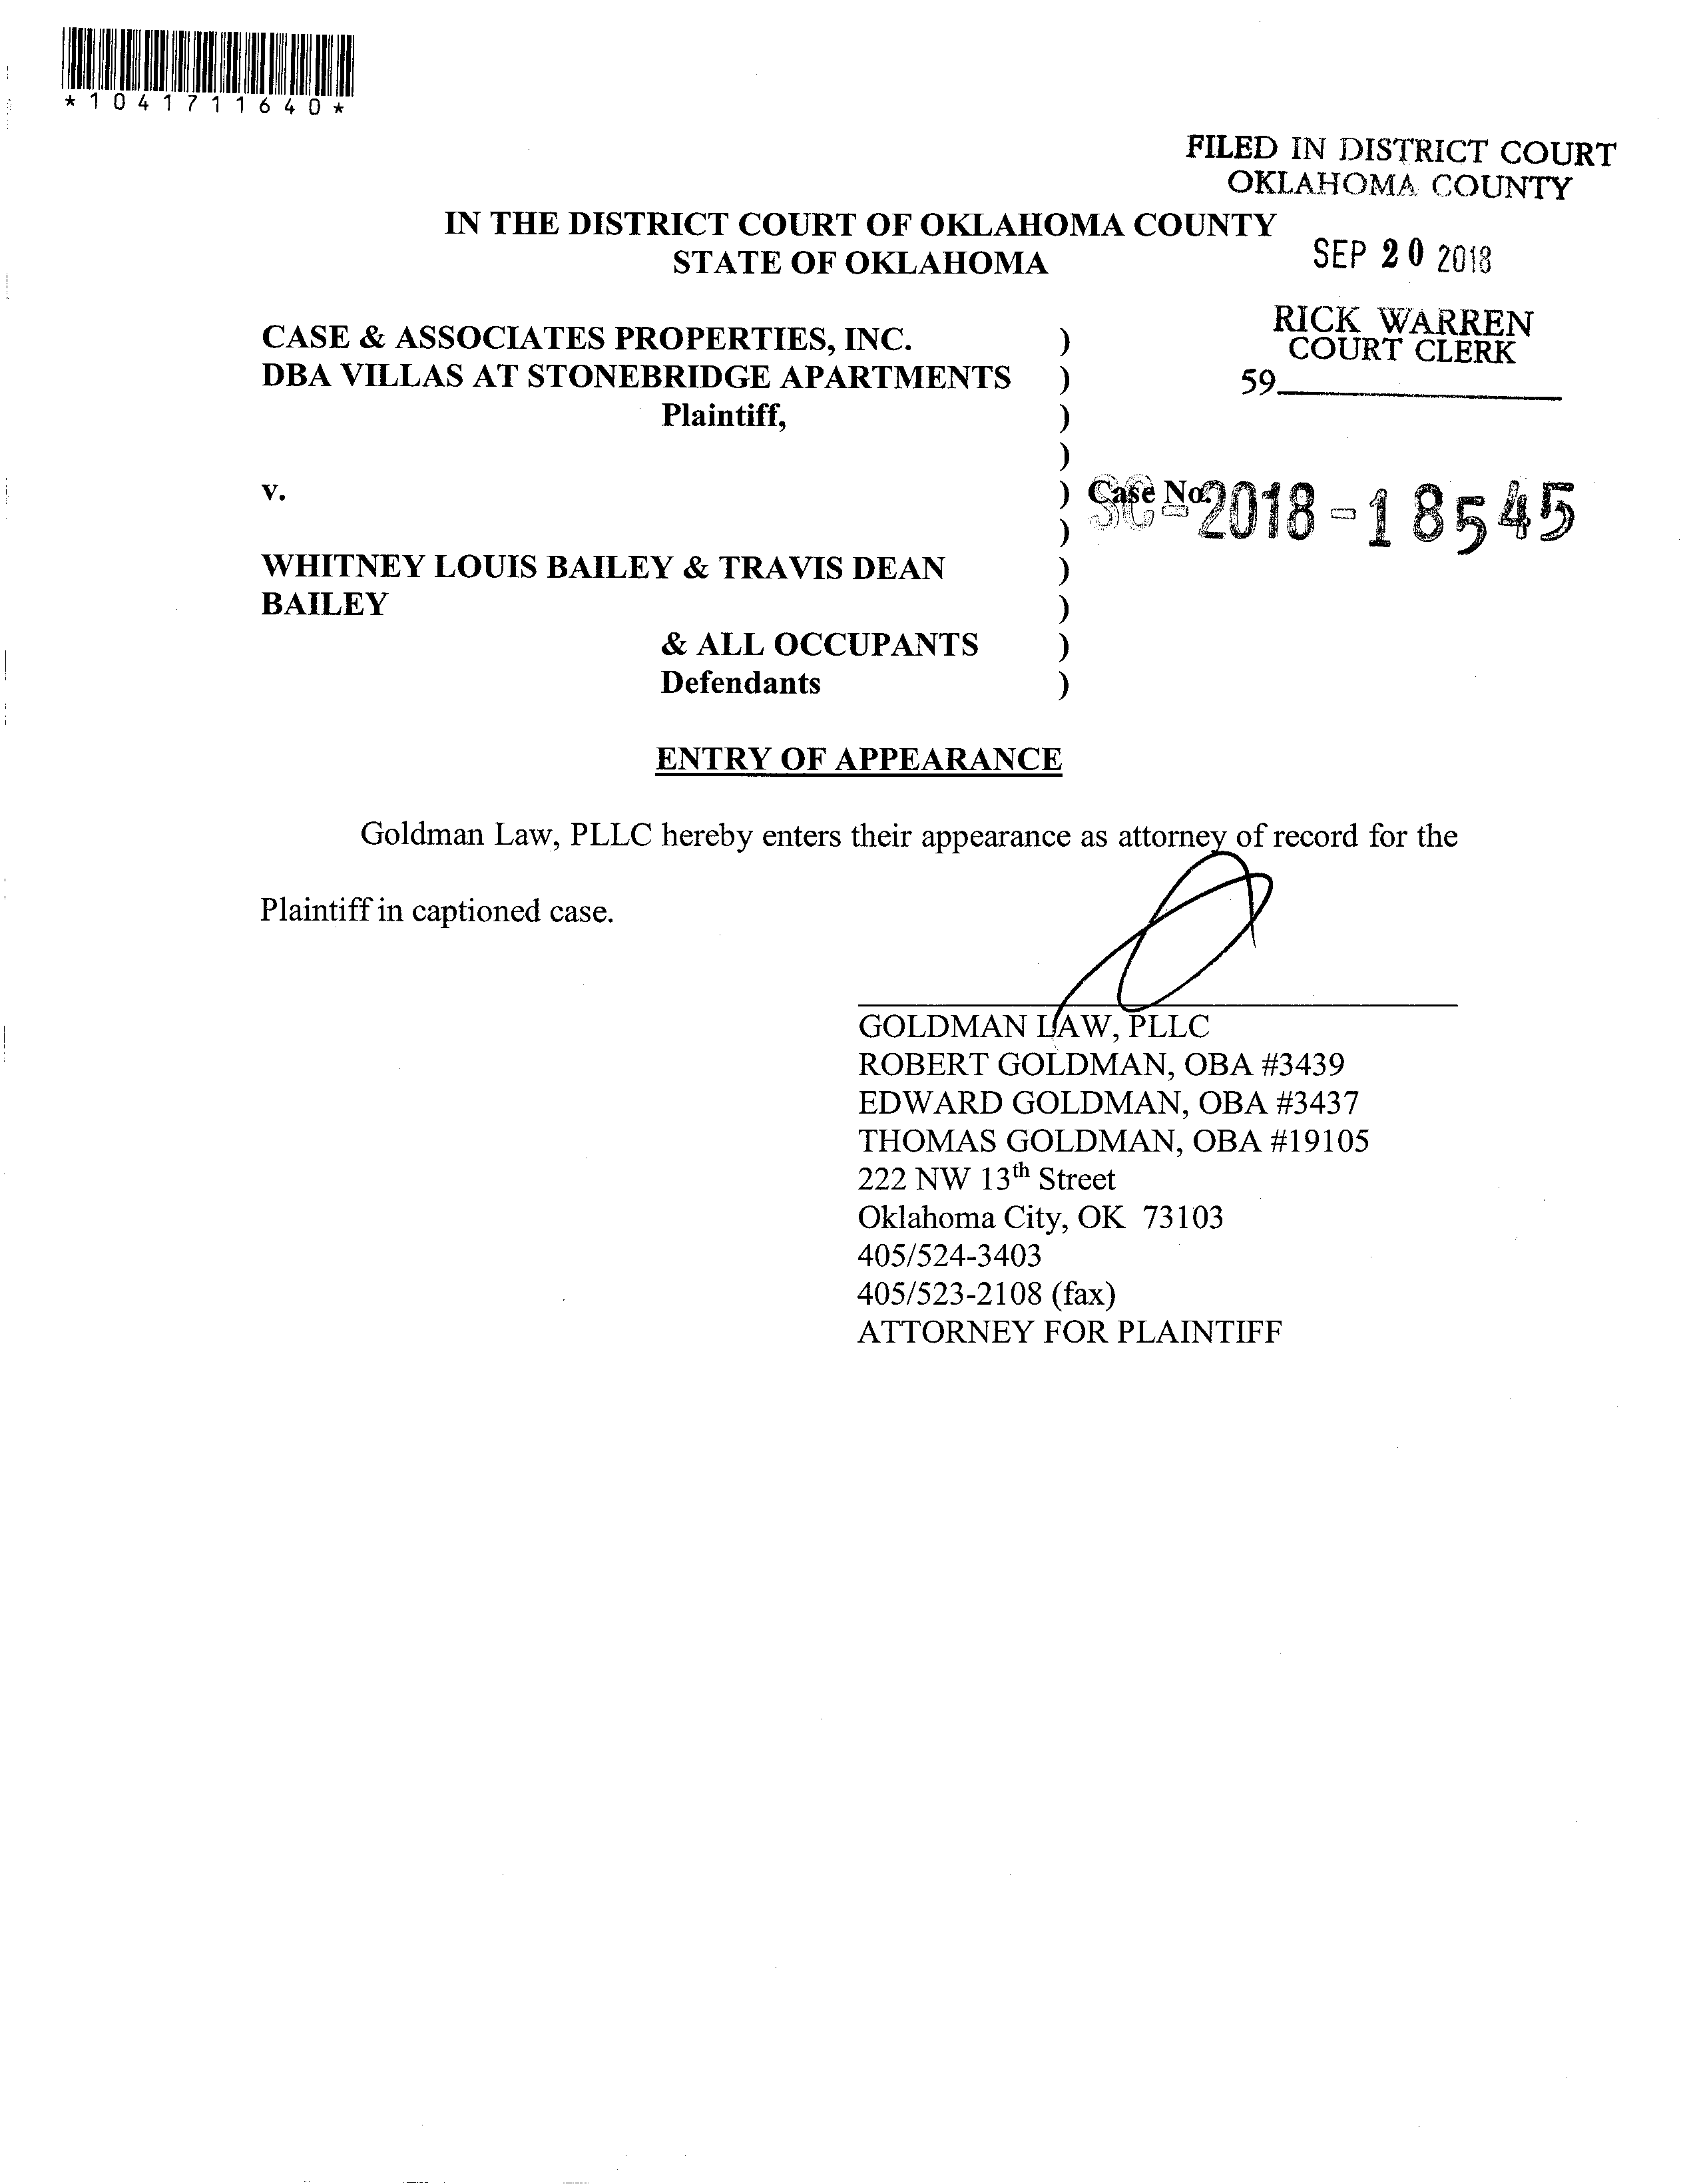 *1041711640*
FILED IN DISTRICT COURT
OKLAHOMA COUNTY
IN THE DISTRICT COURT OF OKLAHOMA COUNTY
STATE OF OKLAHOMA
SEP 20 2018
RICK WARREN
COURT CLERK
59
CASE & ASSOCIATES PROPERTIES, INC. )
DBA VILLAS AT STONEBRIDGE APARTMENTS )
Plaintiff, )
)
v. ) Case No. SC-2018-18545
)
WHITNEY LOUIS BAILEY & TRAVIS DEAN )
BAILEY )
& ALL OCCUPANTS )
Defendants )
ENTRY OF APPEARANCE
Goldman Law, PLLC hereby enters their appearance as attorney of record for the
Plaintiff in captioned case.
GOLDMAN LAW, PLLC
ROBERT GOLDMAN, OBA #3439
EDWARD GOLDMAN, OBA #3437
THOMAS GOLDMAN, OBA #19105
222 NW 13th Street
Oklahoma City, OK 73103
405/524-3403
405/523-2108 (fax)
ATTORNEY FOR PLAINTIFF